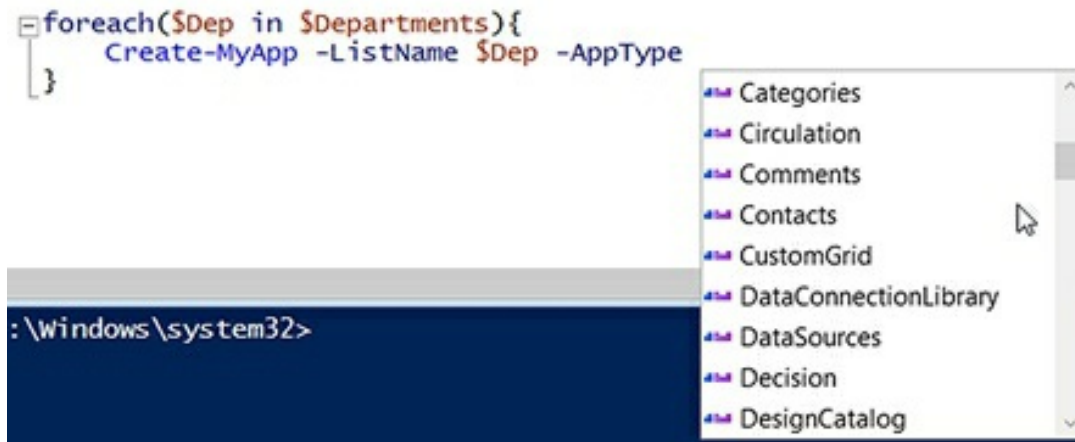 foreach($Dep in $Departments){
Create-MyApp -ListName $Dep -AppType
}
Categories
Circulation
Comments
Contacts
CustomGrid
DataConnectionLibrary
DataSources
Decision
DesignCatalog
:\Windows\system32>